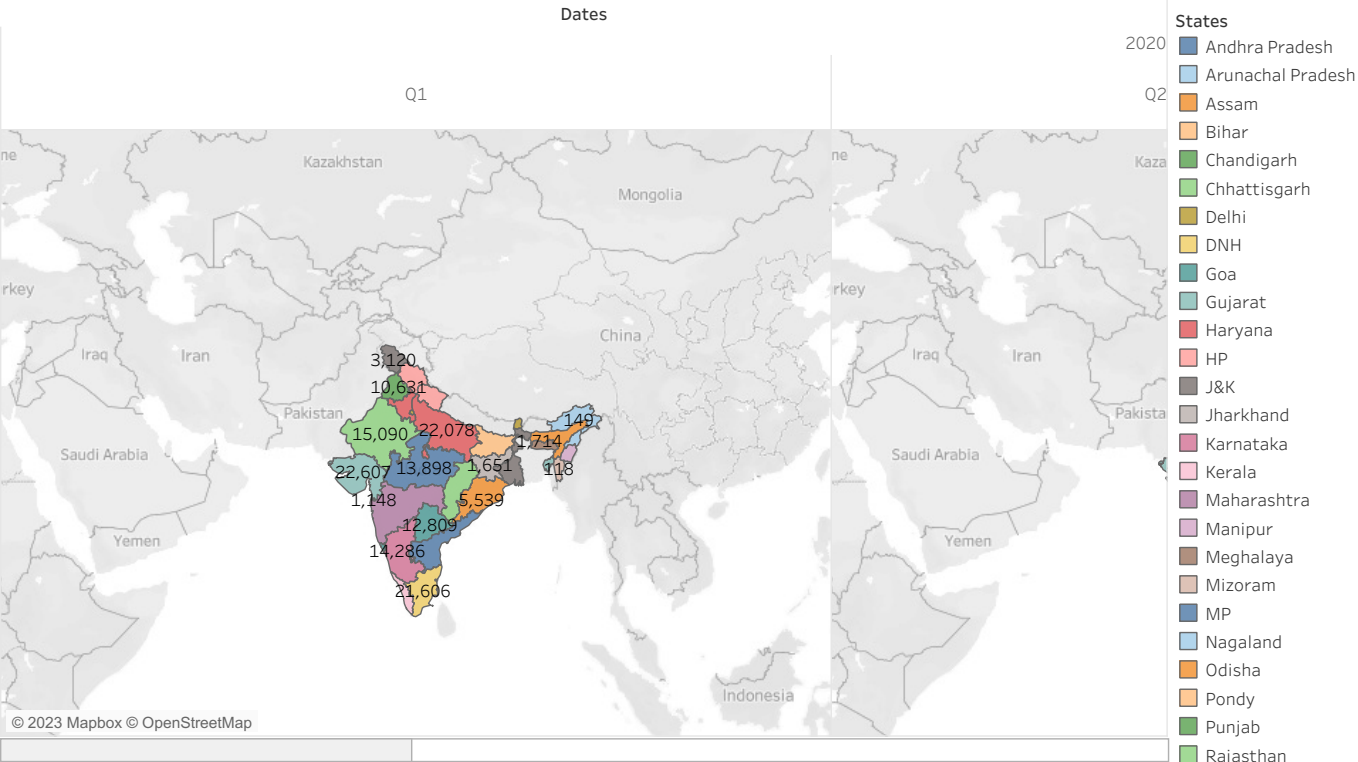 Dates
2020
Q1
Q2
Kazakhstan
Mongolia
rkey
China
Iraq
Iran
Pakistan
Saudi Arabia
Yemen
Indonesia
3,120
10,631
15,090
22,078
149
1,714
22,607
13,898
1,651
118
1,148
5,539
12,809
14,286
21,606
ne
Kaza
rkey
Iraq
Iran
Pakista
Saudi Arabia
Yemen
ne
© 2023 Mapbox © OpenStreetMap
States
Andhra Pradesh
Arunachal Pradesh
Assam
Bihar
Chandigarh
Chhattisgarh
Delhi
DNH
Goa
Gujarat
Haryana
HP
J&K
Jharkhand
Karnataka
Kerala
Maharashtra
Manipur
Meghalaya
Mizoram
MP
Nagaland
Odisha
Pondy
Punjab
Rajasthan